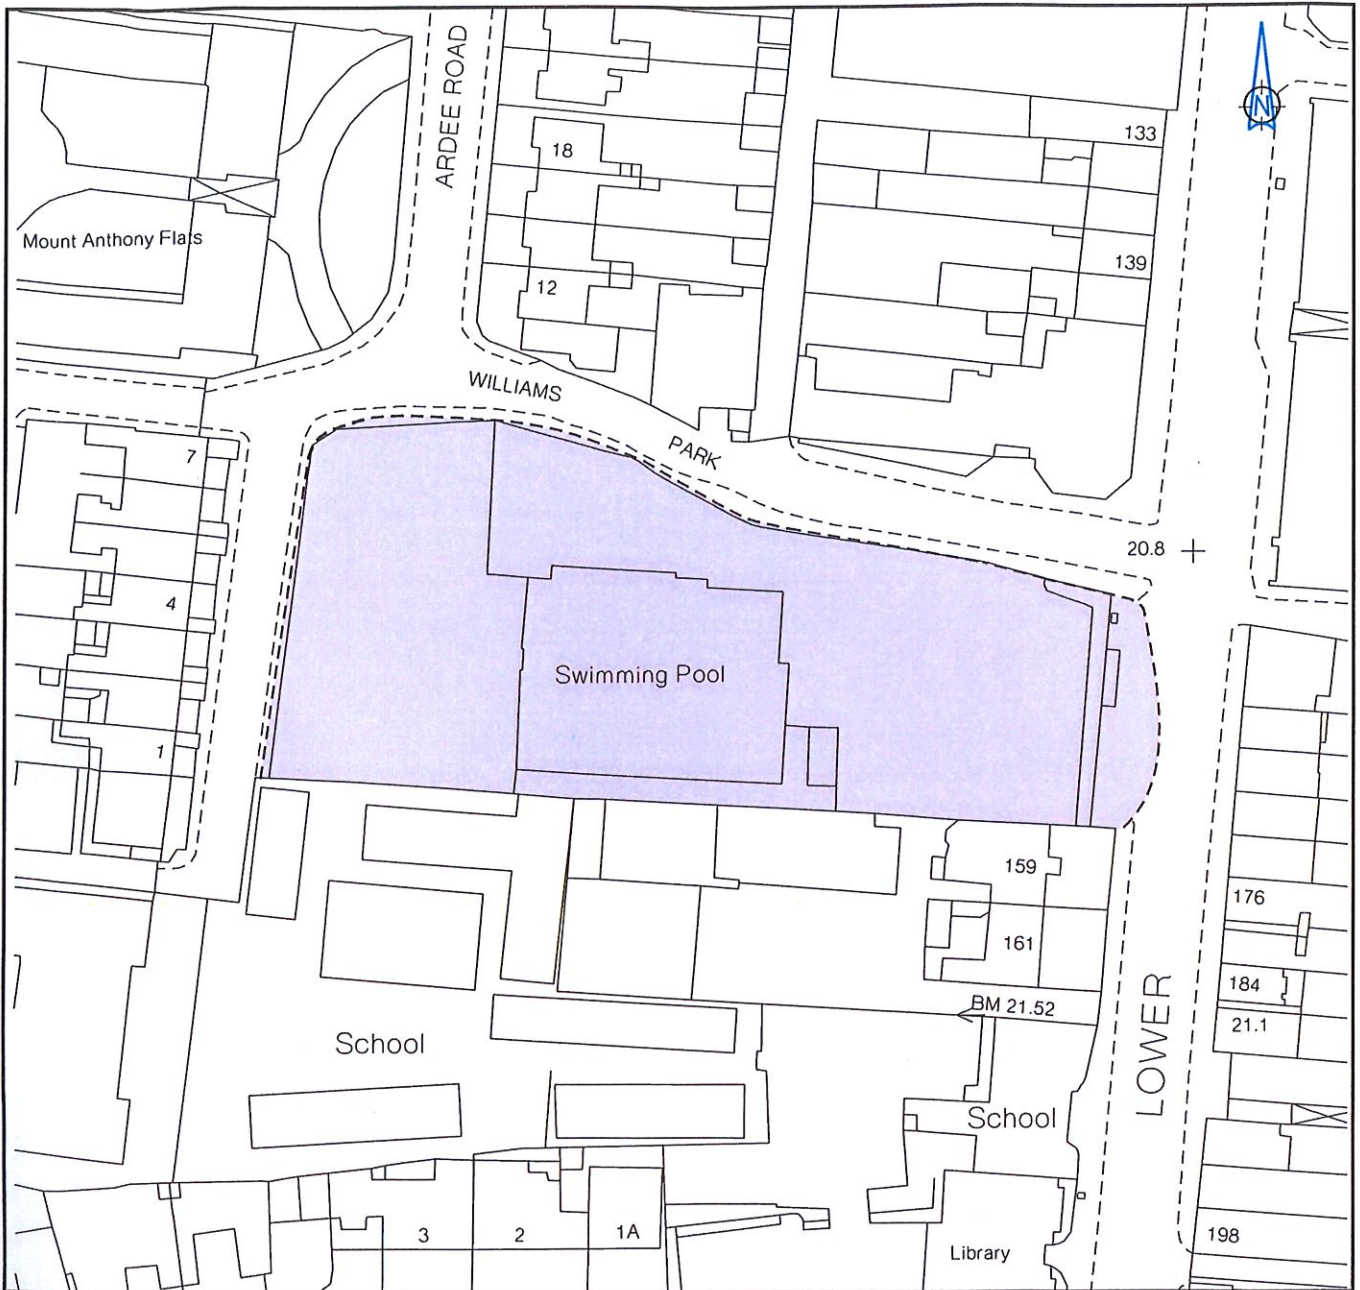 ARDEE ROAD
N
133
18
Mount Anthony Flats
139
12
WILLIAMS
PARK
7
20.8
4
Swimming Pool
1
159
176
161
184
BM 21.52
21.1
LOWER
School
School
3
2
1A
198
Library